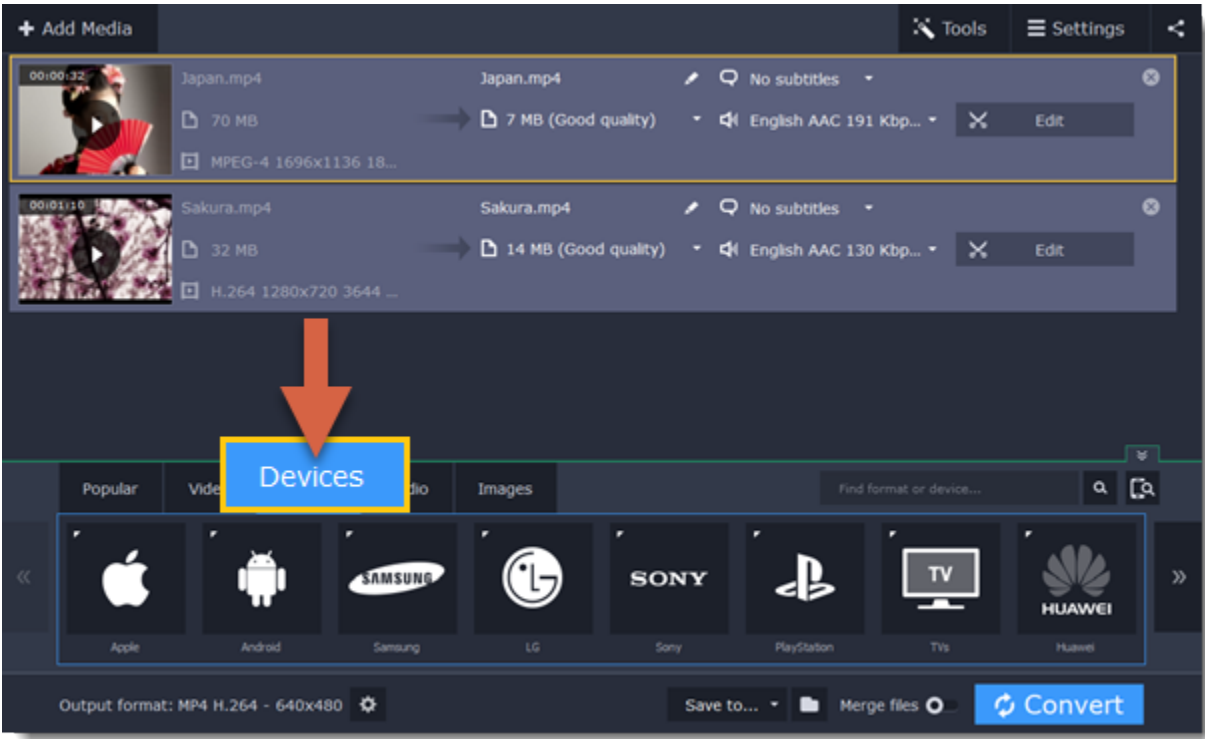 Add Media
Tools
Settings
00:00:32
Japan.mp4
Japan.mp4
No subtitles
70 MB
7 MB (Good quality)
English AAC 191 Kbp...
Edit
MPEG-4 1696x1136 18...
00:01:10
Sakura.mp4
Sakura.mp4
No subtitles
32 MB
14 MB (Good quality)
English AAC 130 Kbp...
Edit
H.264 1280x720 3644 ...
Popular
Vide
Devices
dio
Images
Find format or device...
SAMSUNG
SONY
TV
HUAWEI
Apple
Android
Samsung
LG
Sony
PlayStation
TVs
Huawei
Output format: MP4 H.264 - 640x480
Save to...
Merge files
Convert